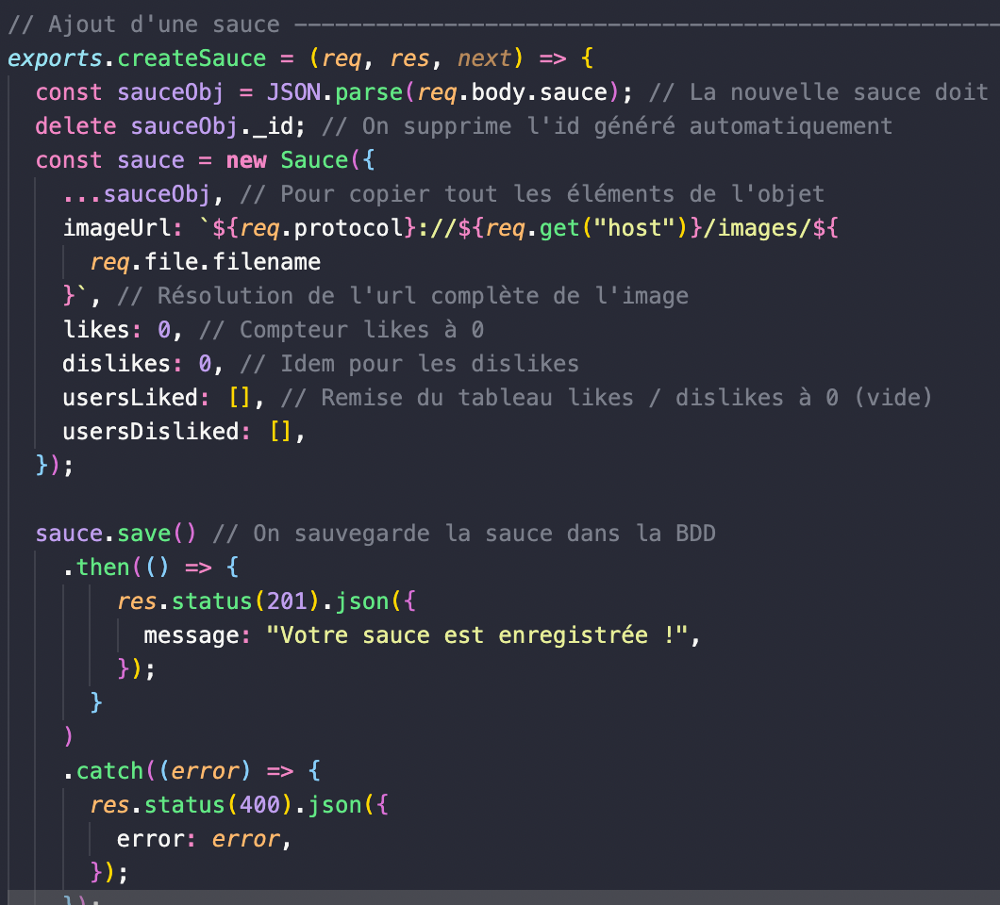 // Ajout d'une sauce ––––––––––––––––––––––––––––––––––––––––––––––––––––
exports.createSauce = (req, res, next) => {
const sauceObj = JSON.parse(req.body.sauce); // La nouvelle sauce doit
delete sauceObj._id; // On supprime l'id généré automatiquement
const sauce = new Sauce({
...sauceObj, // Pour copier tout les éléments de l'objet
imageUrl: `${req.protocol}://${req.get("host")}/images/${
req.file.filename
}`, // Résolution de l'url complète de l'image
likes: 0, // Compteur likes à 0
dislikes: 0, // Idem pour les dislikes
usersLiked: [], // Remise du tableau likes / dislikes à 0 (vide)
usersDisliked: [],
});
sauce.save() // On sauvegarde la sauce dans la BDD
.then(() => {
res.status(201).json({
message: "Votre sauce est enregistrée !",
});
}
)
.catch((error) => {
res.status(400).json({
error: error,
});
});